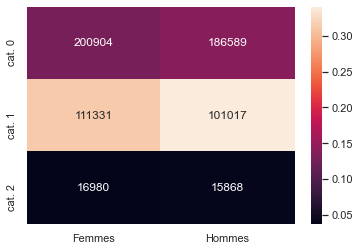 cat. 0
200904 186589
cat. 1
111331 101017
cat. 2
16980 15868
Femmes Hommes
0.30
0.25
0.20
0.15
0.10
0.05